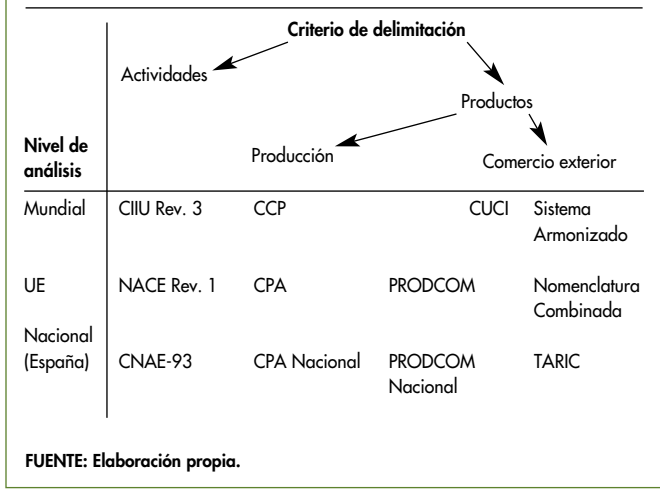 Criterio de delimitación
Actividades
Productos
Nivel de
análisis
Producción
Comercio exterior
Mundial CIIU Rev. 3 CCP CUCI Sistema
Armonizado
UE NACE Rev. 1 CPA PRODCOM Nomenclatura
Combinada
Nacional
(España) CNAE-93 CPA Nacional PRODCOM TARIC
Nacional
FUENTE: Elaboración propia.